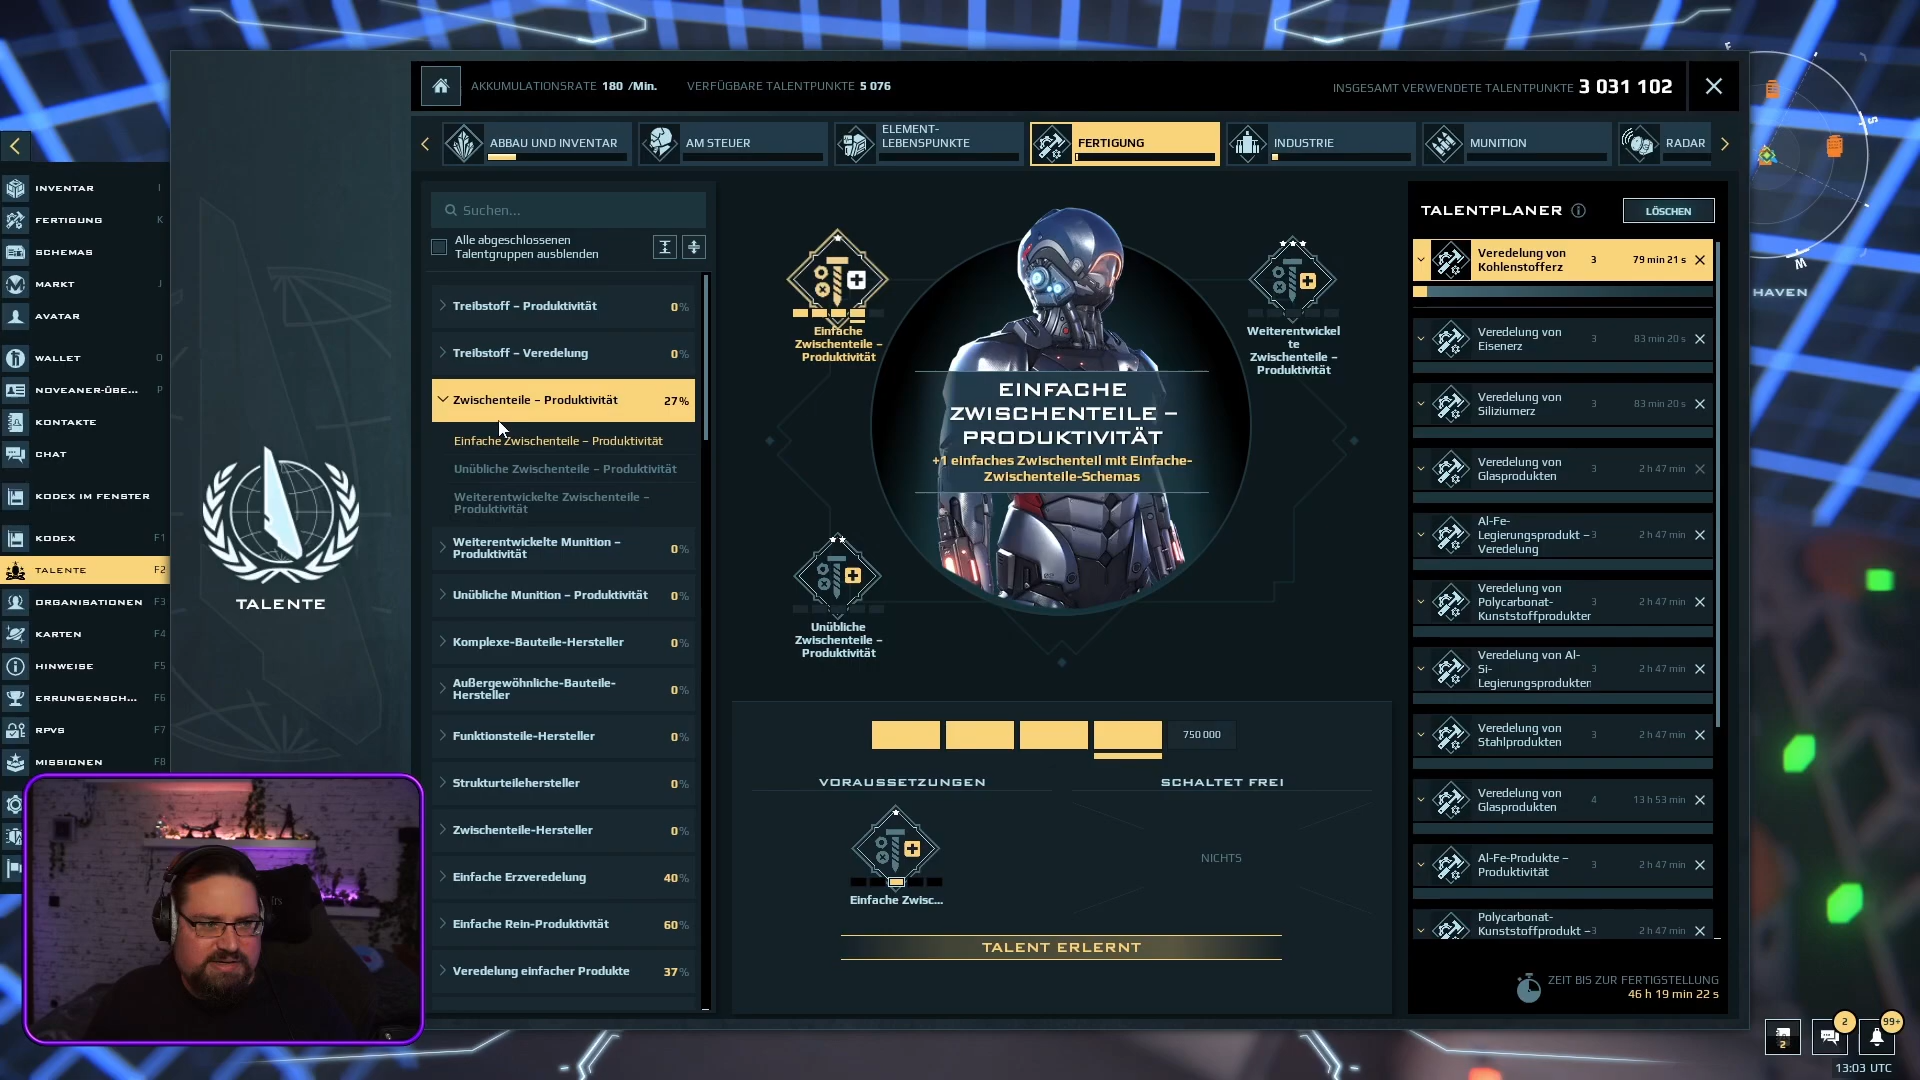 AKKUMULATIONSRATE 180 /Min.
VERFÜGBARE TALENTPUNKTE 5 076
INSGESAMT VERWENDETE TALENTPUNKTE 3 031 102
ABBAU UND INVENTAR
AM STEUER
ELEMENT-
LEBENSPUNKTE
FERTIGUNG
INDUSTRIE
MUNITION
RADAR
INVENTAR I
FERTIGUNG K
SCHEMAS
MARKT J
AVATAR
WALLET O
NOVEANER-ÜBE... P
KONTAKTE
CHAT
KODEX IM FENSTER
KODEX F1
TALENTE F2
ORGANISATIONEN F3
KARTEN F4
HINWEISE F5
ERRUNGENSCH... F6
RPVS F7
MISSIONEN F8
TALENTE
Suchen...
Alle abgeschlossenen
Talentgruppen ausblenden
Treibstoff – Produktivität 0%
Treibstoff – Veredelung 0%
Zwischenteile – Produktivität 27%
Einfache Zwischenteile – Produktivität
Unübliche Zwischenteile – Produktivität
Weiterentwickelte Zwischenteile –
Produktivität
Weiterentwickelte Munition –
Produktivität 0%
Unübliche Munition – Produktivität 0%
Komplexe-Bauteile-Hersteller 0%
Außergewöhnliche-Bauteile-
Hersteller 0%
Funktionsteile-Hersteller 0%
Strukturteilehersteller 0%
Zwischenteile-Hersteller 0%
Einfache Erzveredelung 40%
Einfache Rein-Produktivität 60%
Veredelung einfacher Produkte 37%
Einfache
Zwischenteile –
Produktivität
Weiterentwickel
te
Zwischenteile –
Produktivität
EINFACHE
ZWISCHENTEILE –
PRODUKTIVITÄT
+1 einfaches Zwischenteil mit Einfache-
Zwischenteile-Schemas
Unübliche
Zwischenteile –
Produktivität
750 000
VORAUSSETZUNGEN
SCHALTET FREI
Einfache Zwisc...
NICHTS
TALENT ERLERNT
TALENTPLANER
LÖSCHEN
Veredelung von
Kohlenstofferz 3 79 min 21 s
Veredelung von
Eisenerz 3 83 min 20 s
Veredelung von
Siliziumerz 3 83 min 20 s
Veredelung von
Glasprodukten 3 2 h 47 min
Al-Fe-
Legierungsprodukt –
Veredelung 3 2 h 47 min
Veredelung von
Polycarbonat-
Kunststoffprodukter 3 2 h 47 min
Veredelung von Al-
Si-
Legierungsprodukten 3 2 h 47 min
Veredelung von
Stahlprodukten 3 2 h 47 min
Veredelung von
Glasprodukten 4 13 h 53 min
Al-Fe-Produkte –
Produktivität 3 2 h 47 min
Polycarbonat-
Kunststoffprodukt – 3 2 h 47 min
ZEIT BIS ZUR FERTIGSTELLUNG
46 h 19 min 22 s
HAVEN
S
W
2
2
99+
13:03 UTC